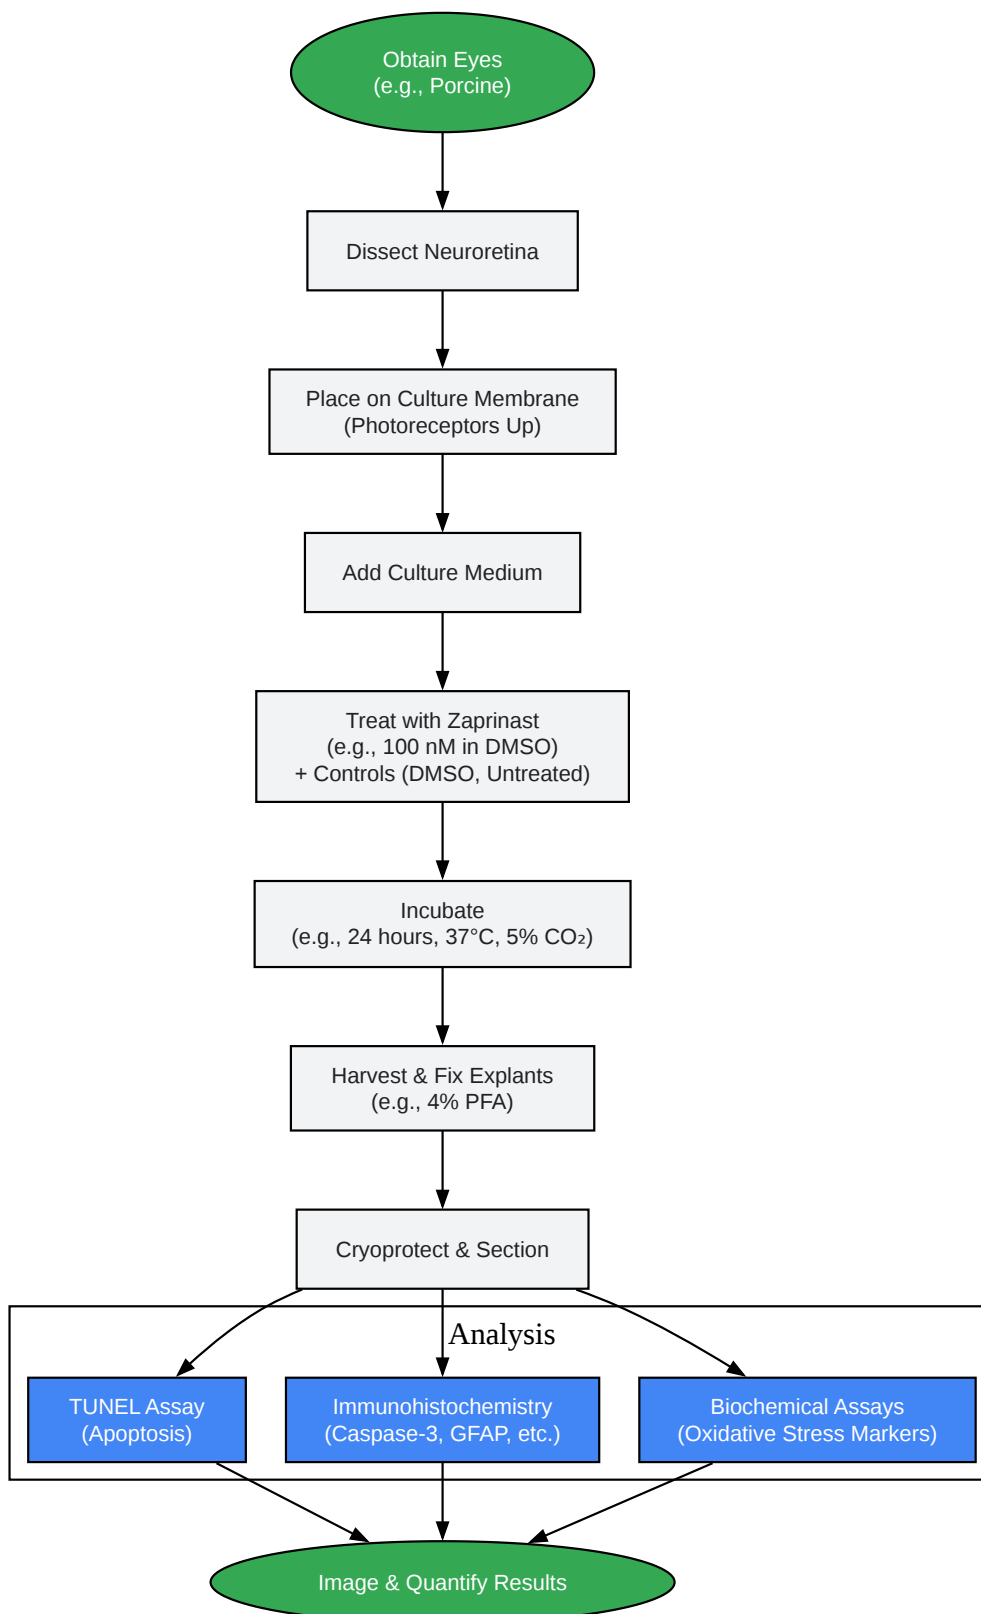 Obtain Eyes
(e.g., Porcine)
Dissect Neuroretina
Place on Culture Membrane
(Photoreceptors Up)
Add Culture Medium
Treat with Zaprinast
(e.g., 100 nM in DMSO)
+ Controls (DMSO, Untreated)
Incubate
(e.g., 24 hours, 37°C, 5% CO₂)
Harvest & Fix Explants
(e.g., 4% PFA)
Cryoprotect & Section
Analysis
TUNEL Assay
(Apoptosis)
Immunohistochemistry
(Caspase-3, GFAP, etc.)
Biochemical Assays
(Oxidative Stress Markers)
Image & Quantify Results